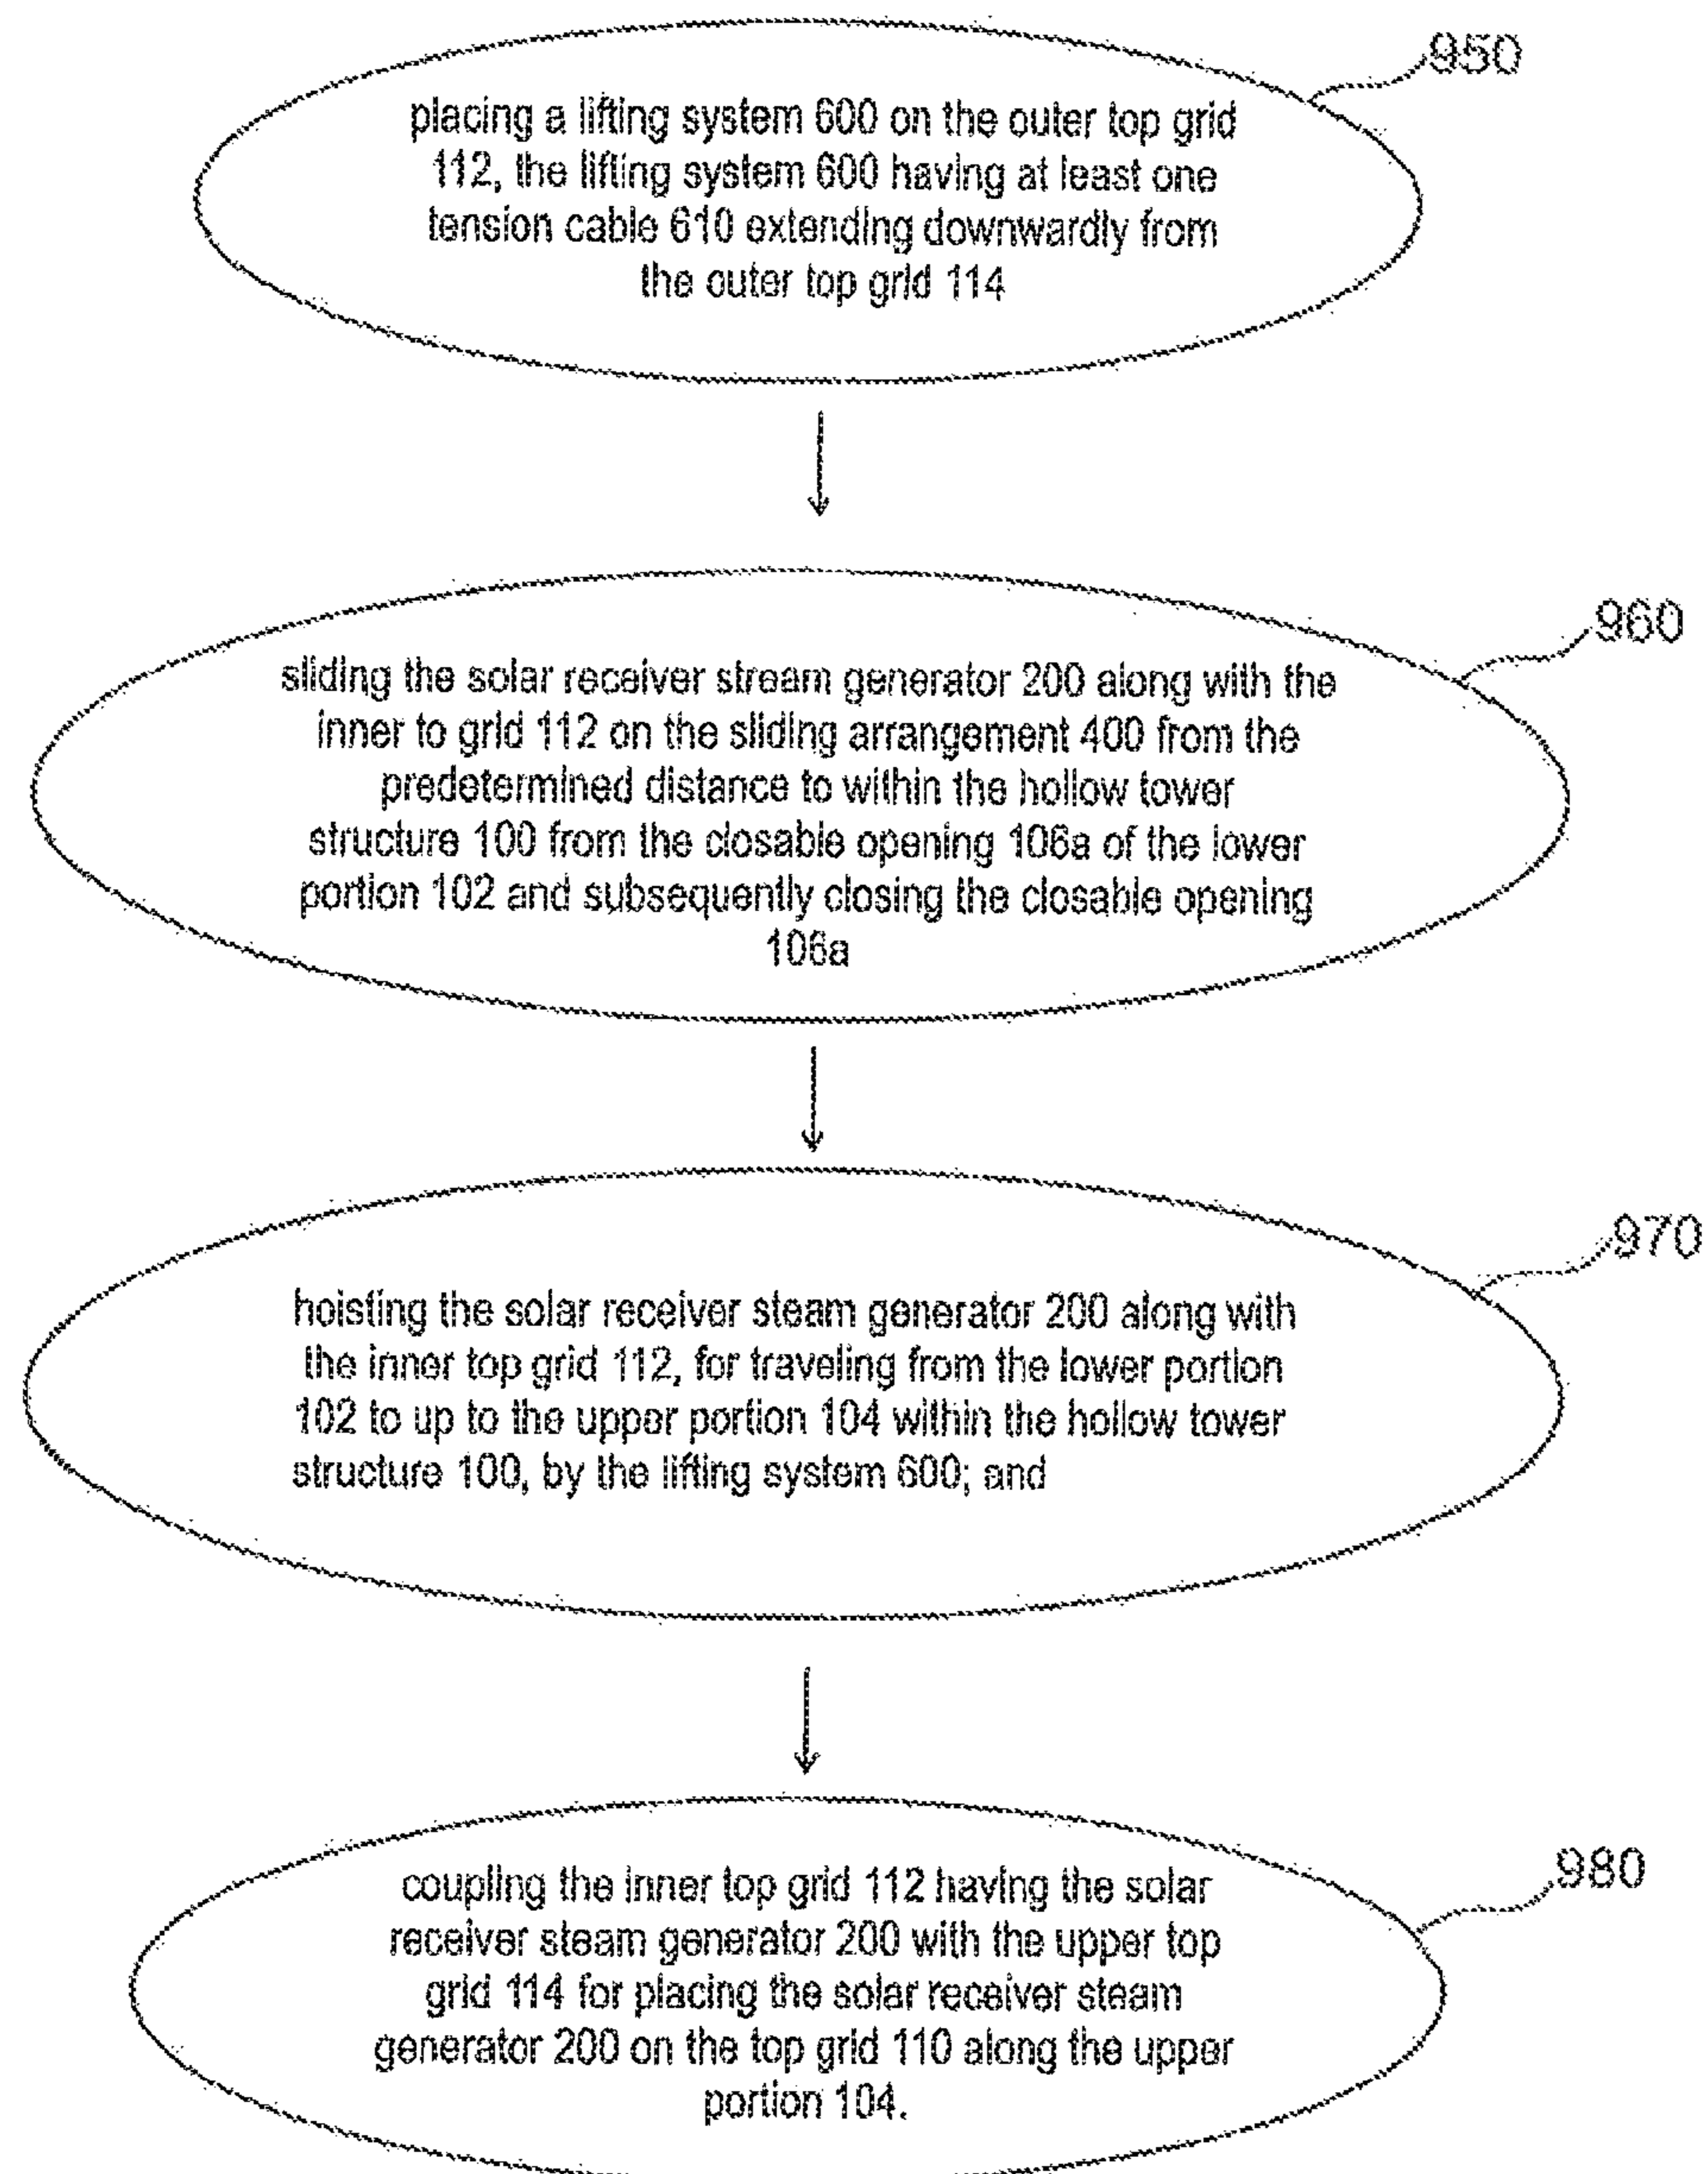 950
placing a lifting system 600 on the outer top grid
112, the lifting system 600 having at least one
tension cable 610 extending downwardly from
the outer top grid 114
960
sliding the solar receiver stream generator 200 along with the
inner to grid 112 on the sliding arrangement 400 from the
predetermined distance to within the hollow tower
structure 100 from the closable opening 106a of the lower
portion 102 and subsequently closing the closable opening
106a
970
hoisting the solar receiver steam generator 200 along with
the inner top grid 112, for traveling from the lower portion
102 to up to the upper portion 104 within the hollow tower
structure 100, by the lifting system 600; and
980
coupling the inner top grid 112 having the solar
receiver steam generator 200 with the upper top
grid 114 for placing the solar receiver steam
generator 200 on the top grid 110 along the upper
portion 104.